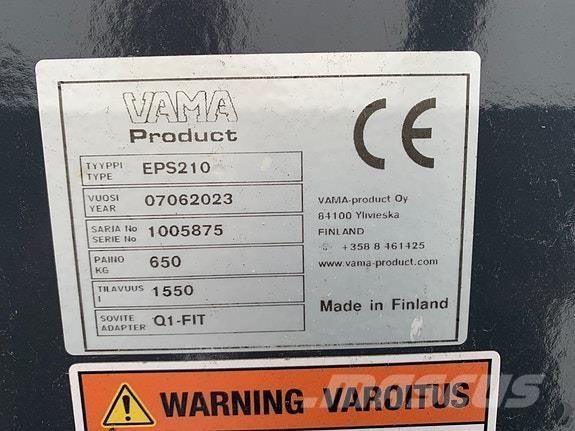 VAMA
Product
TYYPPI
TYPE EPS210
VUOSI
YEAR 07062023
SARJA No
SERIE No 1005875
PAINO
KG 650
TILAVUUS
l 1550
SOVITE
ADAPTER Q1-FIT
CE
VAMA-product Oy
84100 Ylivieska
FINLAND
+358 8 461425
www.vama-product.com
Made in Finland
WARNING VAROITUS
Mascus